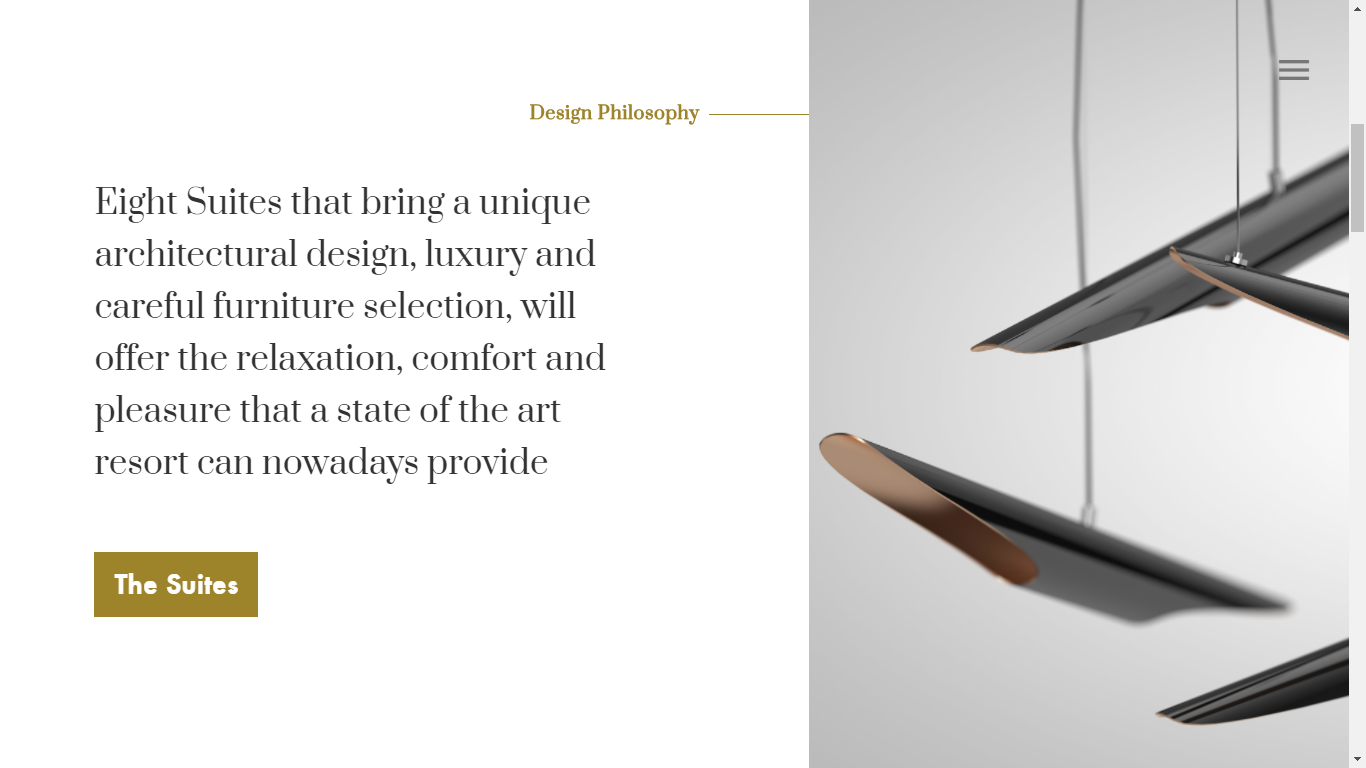 Design Philosophy
Eight Suites that bring a unique
architectural design, luxury and
careful furniture selection, will
offer the relaxation, comfort and
pleasure that a state of the art
resort can nowadays provide
The Suites